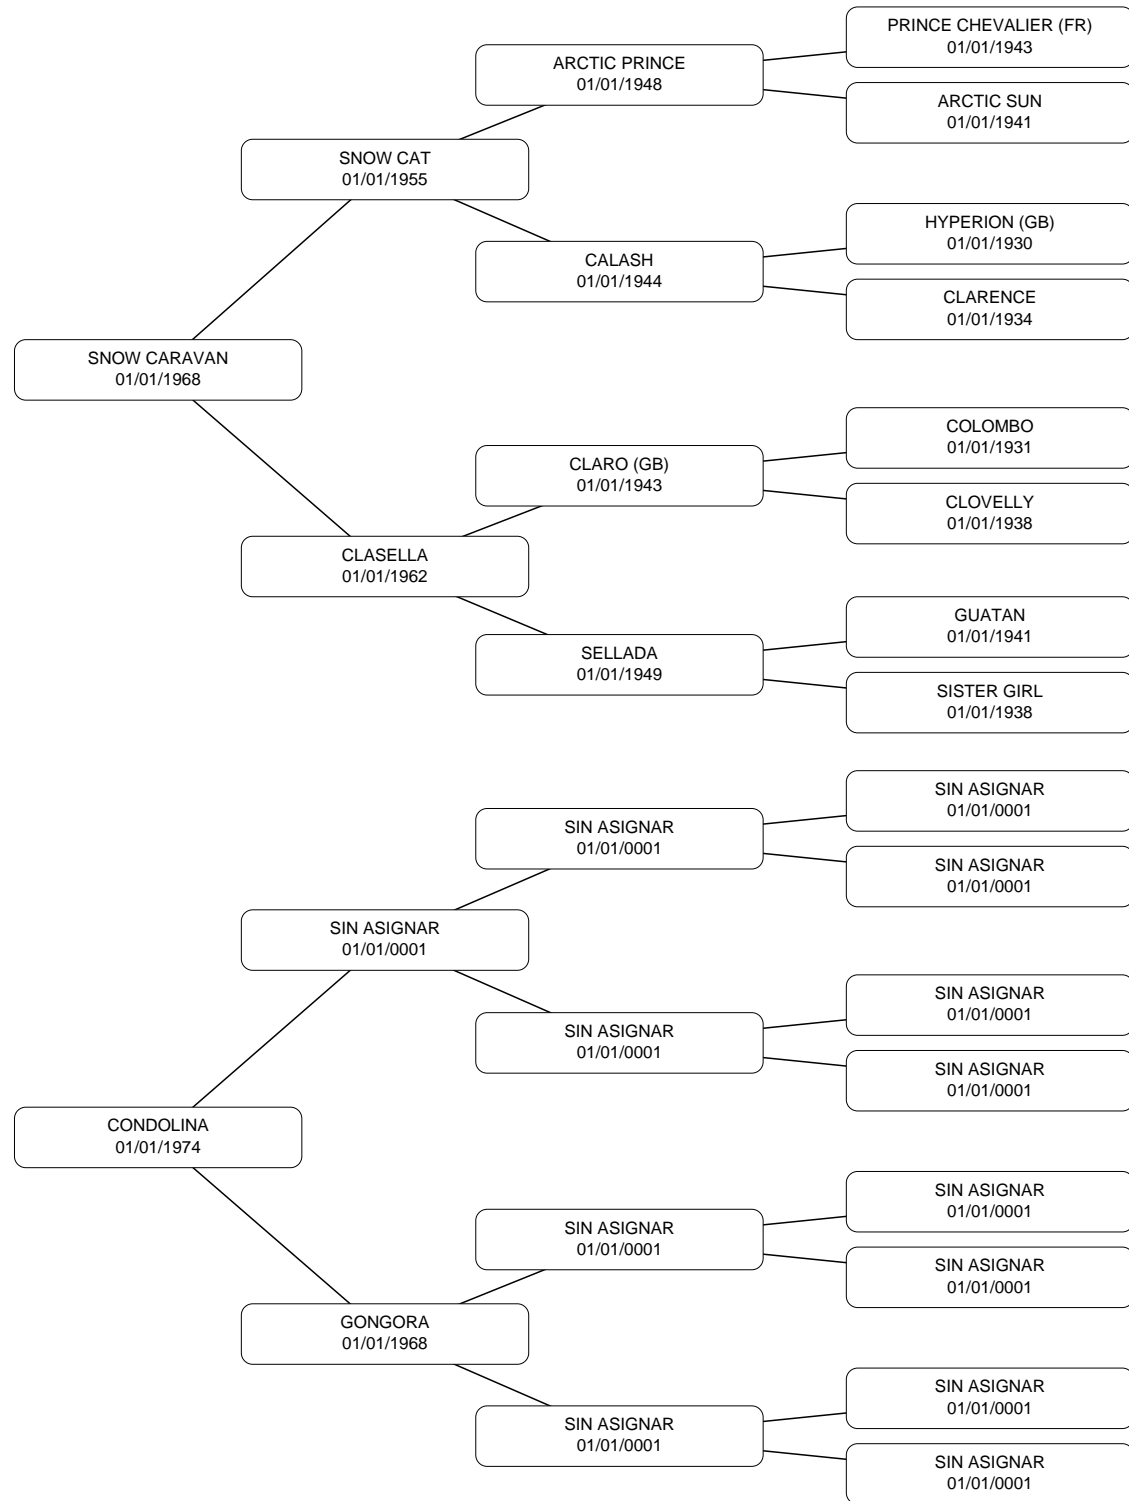 PRINCE CHEVALIER (FR)
01/01/1943
ARCTIC PRINCE
01/01/1948
ARCTIC SUN
01/01/1941
SNOW CAT
01/01/1955
HYPERION (GB)
01/01/1930
CALASH
01/01/1944
CLARENCE
01/01/1934
SNOW CARAVAN
01/01/1968
COLOMBO
01/01/1931
CLARO (GB)
01/01/1943
CLOVELLY
01/01/1938
CLASELLA
01/01/1962
GUATAN
01/01/1941
SELLADA
01/01/1949
SISTER GIRL
01/01/1938
SIN ASIGNAR
01/01/0001
SIN ASIGNAR
01/01/0001
SIN ASIGNAR
01/01/0001
SIN ASIGNAR
01/01/0001
SIN ASIGNAR
01/01/0001
SIN ASIGNAR
01/01/0001
SIN ASIGNAR
01/01/0001
CONDOLINA
01/01/1974
SIN ASIGNAR
01/01/0001
SIN ASIGNAR
01/01/0001
SIN ASIGNAR
01/01/0001
GONGORA
01/01/1968
SIN ASIGNAR
01/01/0001
SIN ASIGNAR
01/01/0001
SIN ASIGNAR
01/01/0001